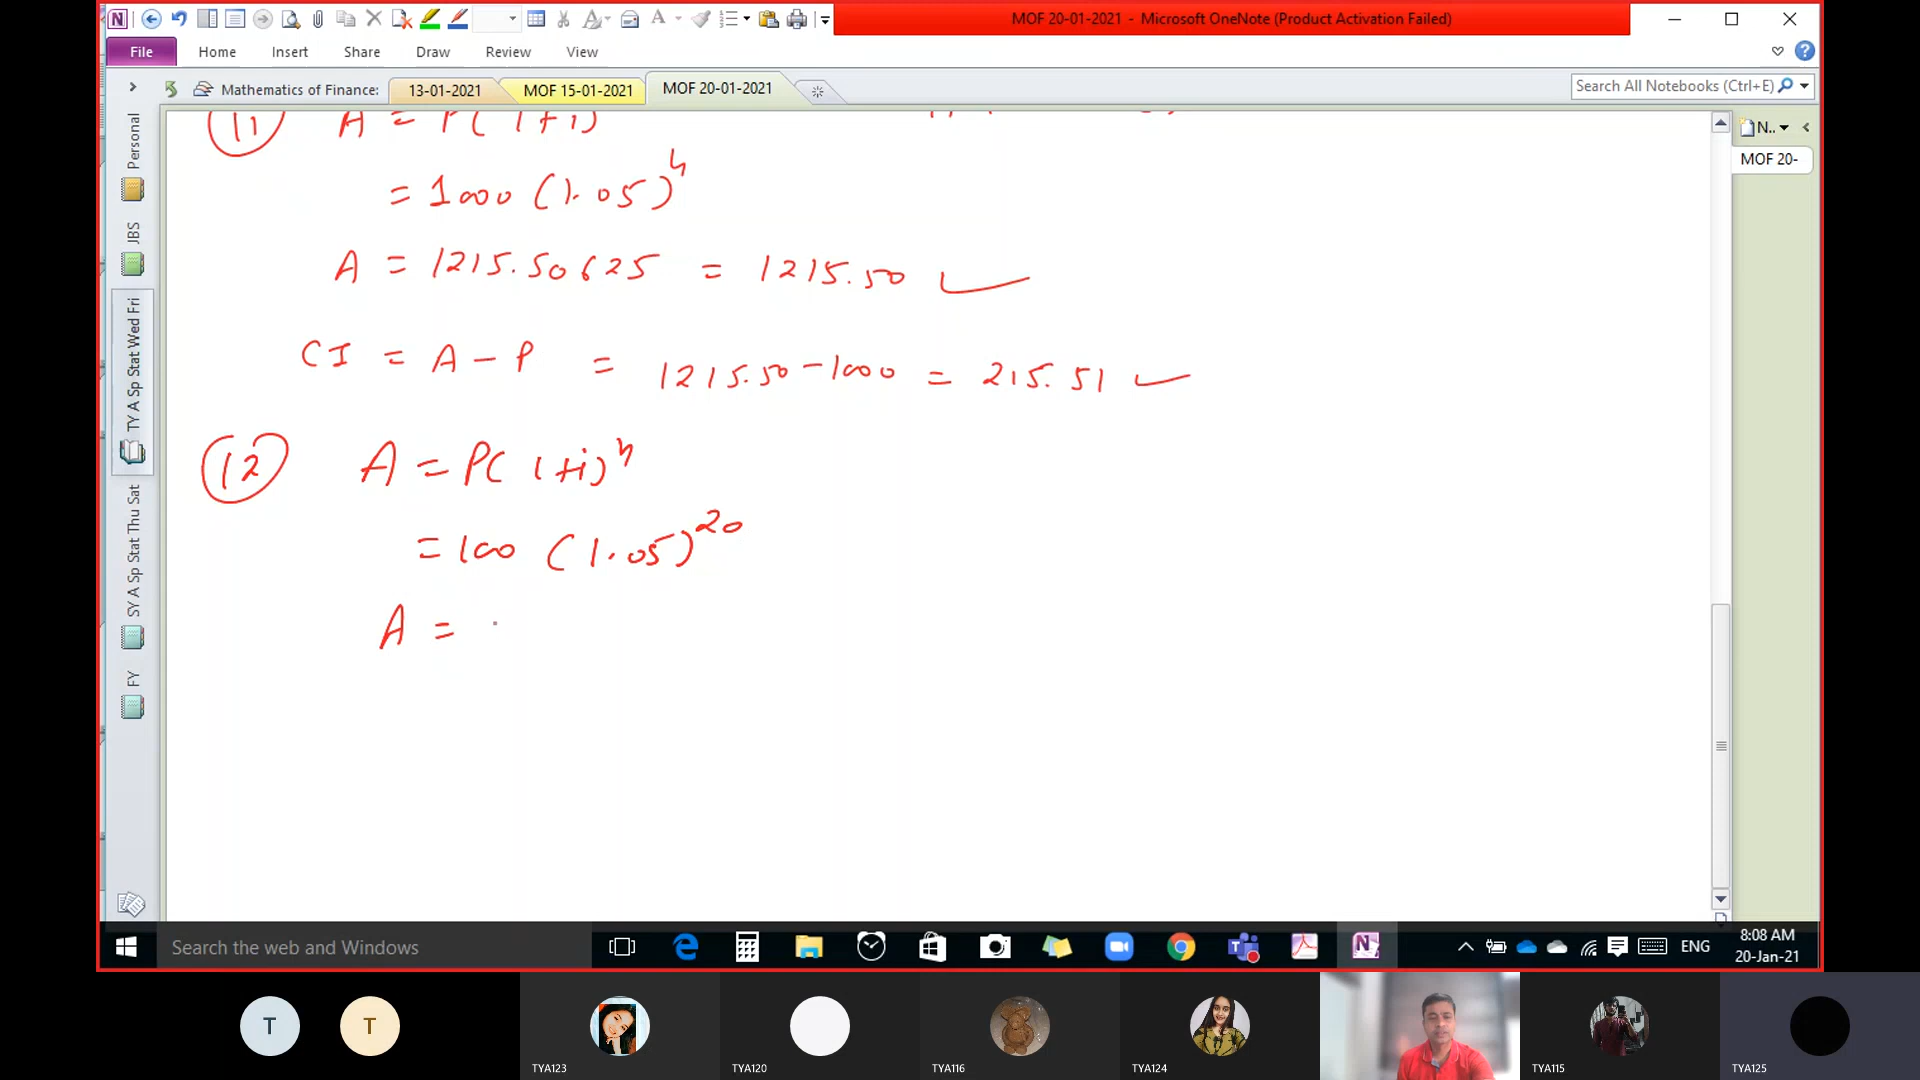 MOF 20-01-2021 - Microsoft OneNote (Product Activation Failed)
File Home Insert Share Draw Review View
Mathematics of Finance: 13-01-2021 MOF 15-01-2021 MOF 20-01-2021 Search All Notebooks (Ctrl+E)
N..
MOF 20-
Personal
JBS
TY A Sp Stat Wed Fri
SY A Sp Stat Thu Sat
FY
(11) A = P(1+i)
= 1000 (1.05)^4
A = 1215.50625 = 1215.50
CI = A - P = 1215.50 - 1000 = 215.51
(12) A = P(1+i)^n
= 100 (1.05)^20
A =
Search the web and Windows
ENG
8:08 AM
20-Jan-21
T T
TYA123 TYA120 TYA116 TYA124 TYA115 TYA125